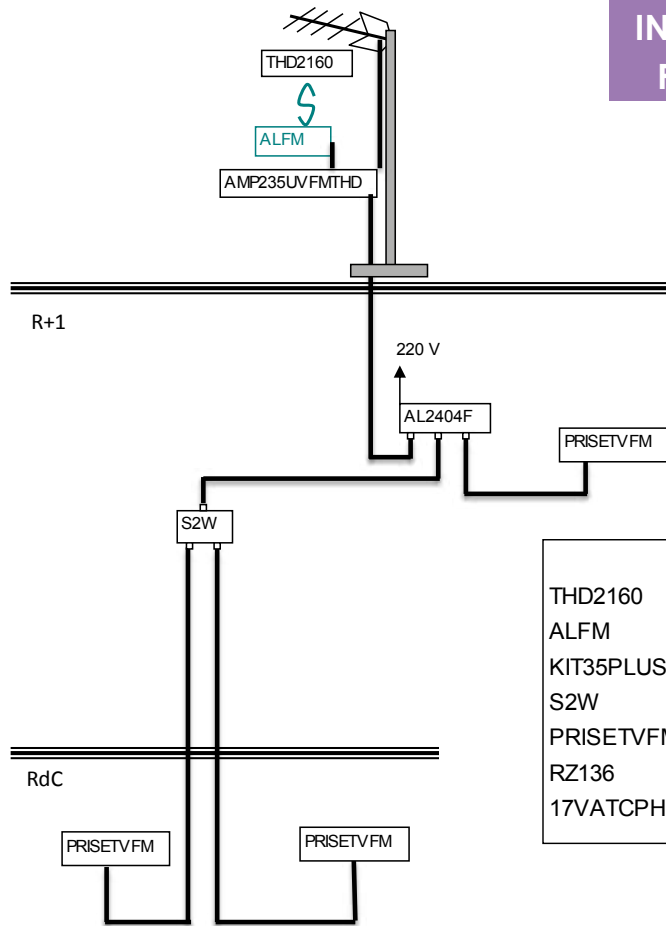 IN
F
THD2160
ALFM
AMP235UVFMTHD
R+1
220 V
AL2404F
PRISETVFM
S2W
THD2160
ALFM
KIT35PLUS
S2W
PRISETVFM
RZ136
17VATCPH
RdC
PRISETVFM
PRISETVFM